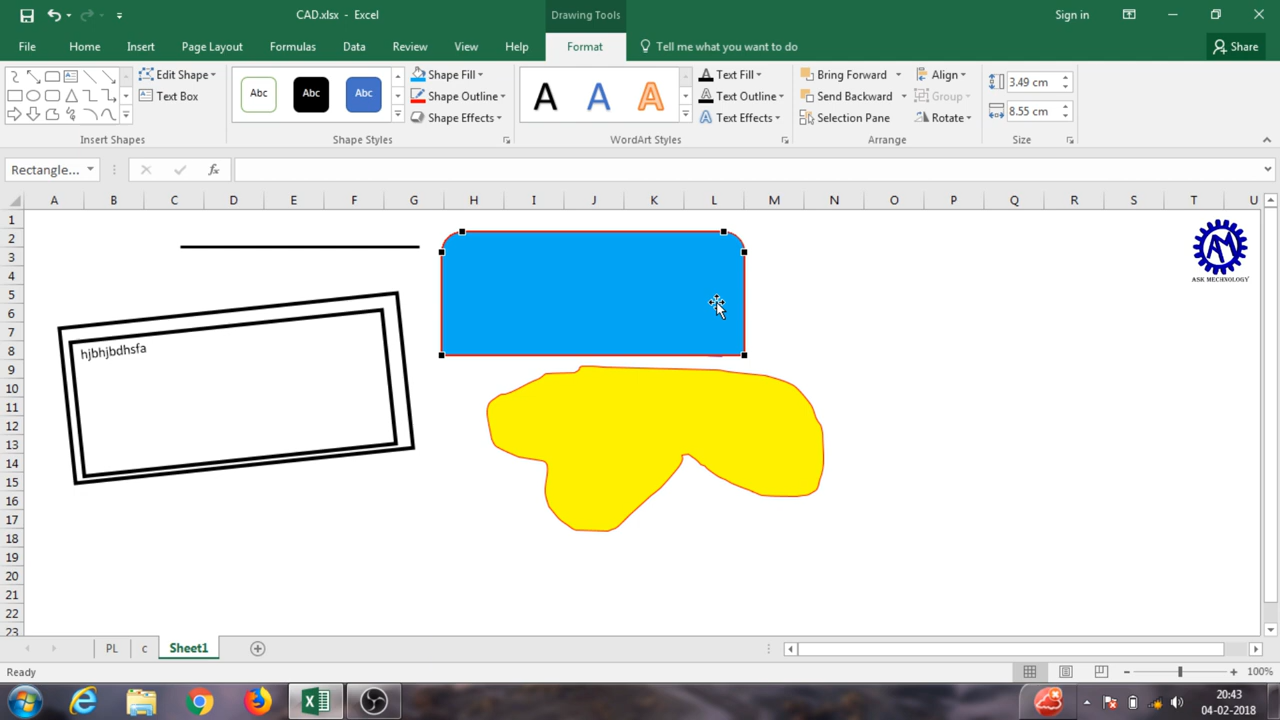 CAD.xlsx - Excel
Drawing Tools
Sign in
File
Home
Insert
Page Layout
Formulas
Data
Review
View
Help
Format
Tell me what you want to do
Share
Edit Shape
Text Box
Insert Shapes
Abc
Abc
Abc
Shape Fill
Shape Outline
Shape Effects
Shape Styles
A
A
A
Text Fill
Text Outline
Text Effects
WordArt Styles
Bring Forward
Send Backward
Selection Pane
Align
Group
Rotate
Arrange
3.49 cm
8.55 cm
Size
Rectangle...
fx
A B C D E F G H I J K L M N O P Q R S T U
1
2
3
4
5
6
7
8
9
10
11
12
13
14
15
16
17
18
19
20
21
22
23
hjbhjbdhsfa
AM
ASK MECHNOLOGY
PL
c
Sheet1
Ready
100%
20:43
04-02-2018